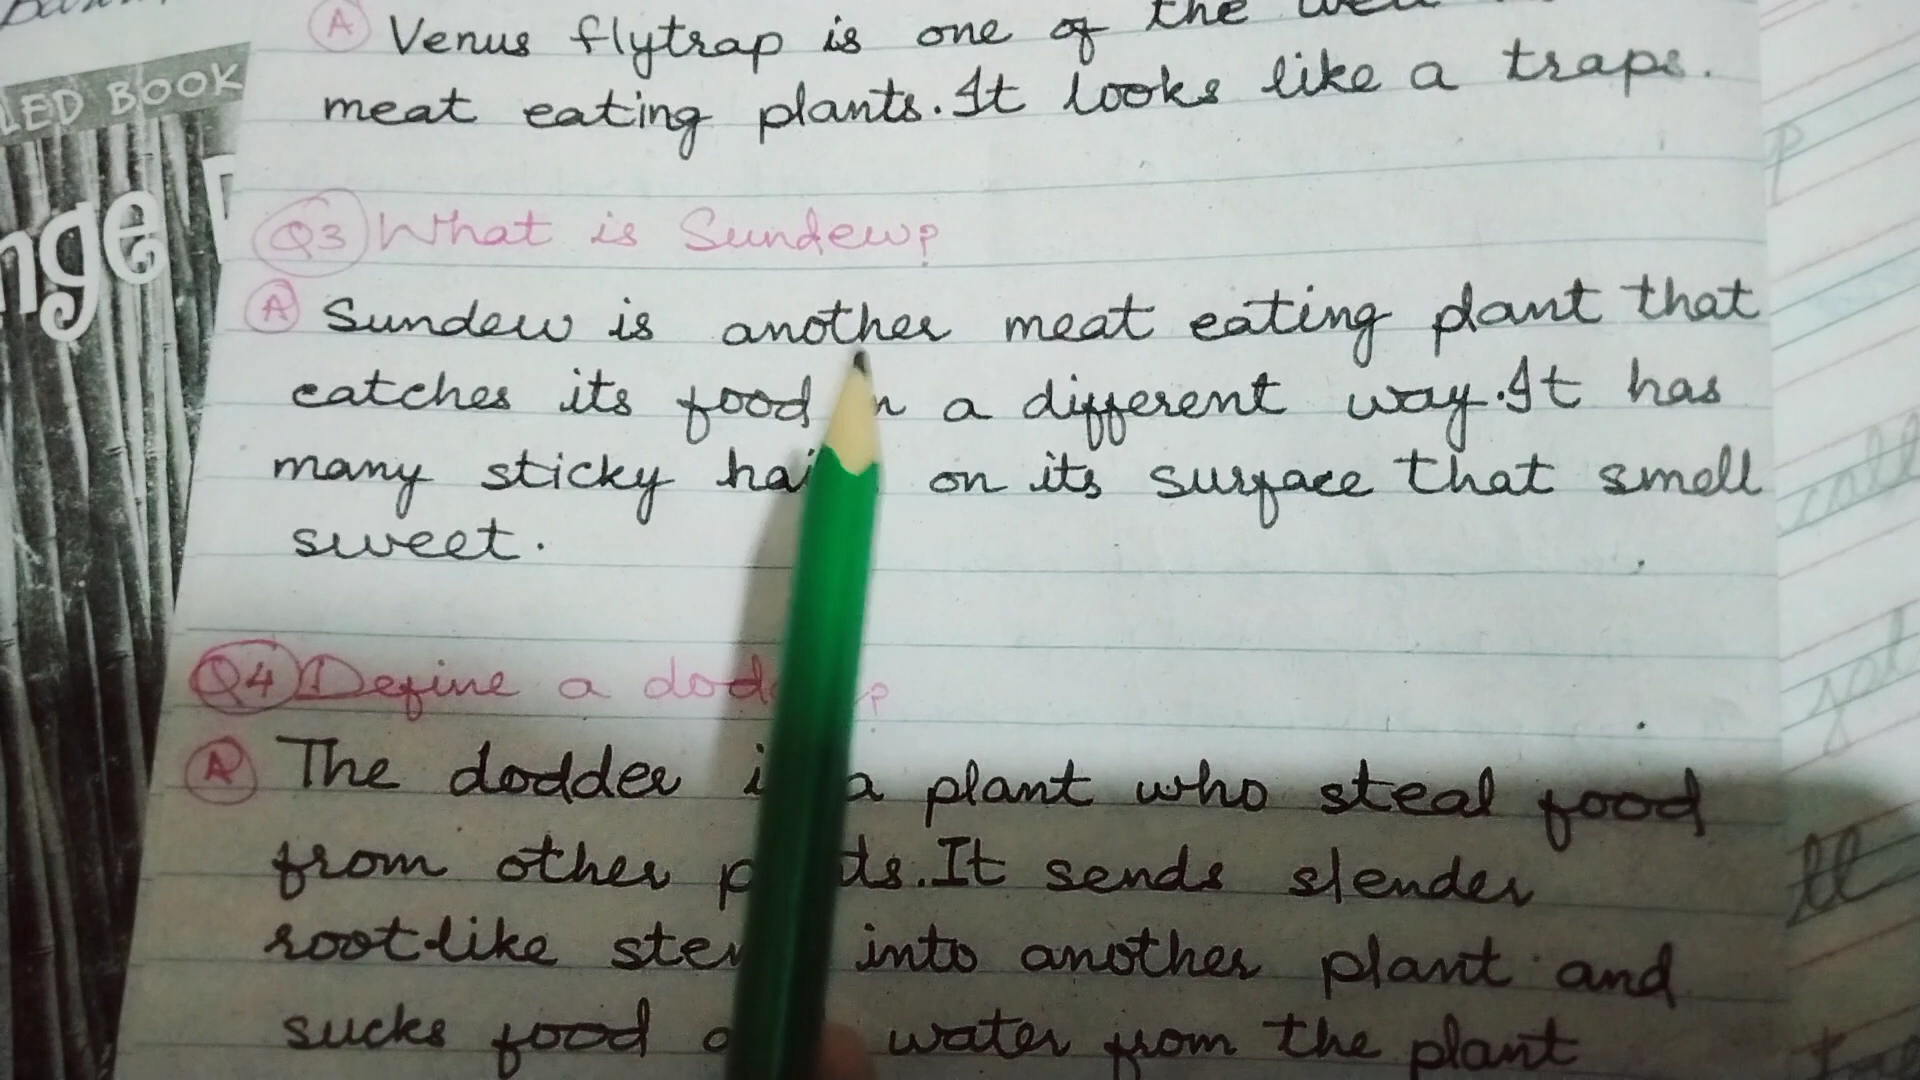 LED BOOK
nge
A Venus flytrap is one of the
meat eating plants. It looks like a traps.
Q3 What is Sundew?
A Sundew is another meat eating plant that
catches its food a different way. It has
many sticky on its surface that smell
sweet.
Q4 Define a
A The dodder a plant who steal food
from other It sends slender
root-like into another plant and
sucks food water from the plant